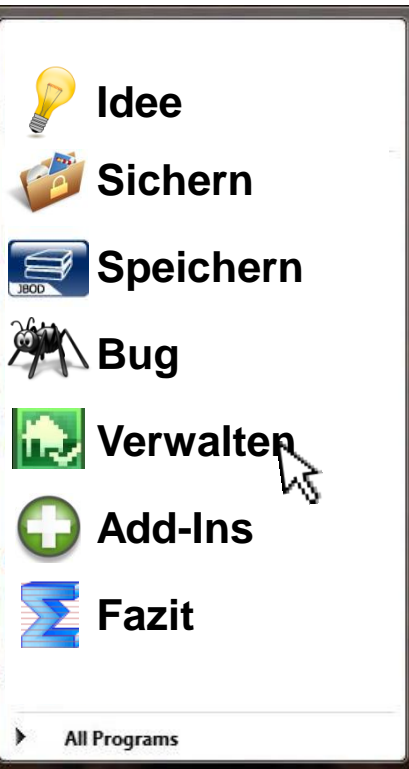 Idee
Sichern
JBOD
Speichern
Bug
Verwalten
Add-Ins
Fazit
All Programs